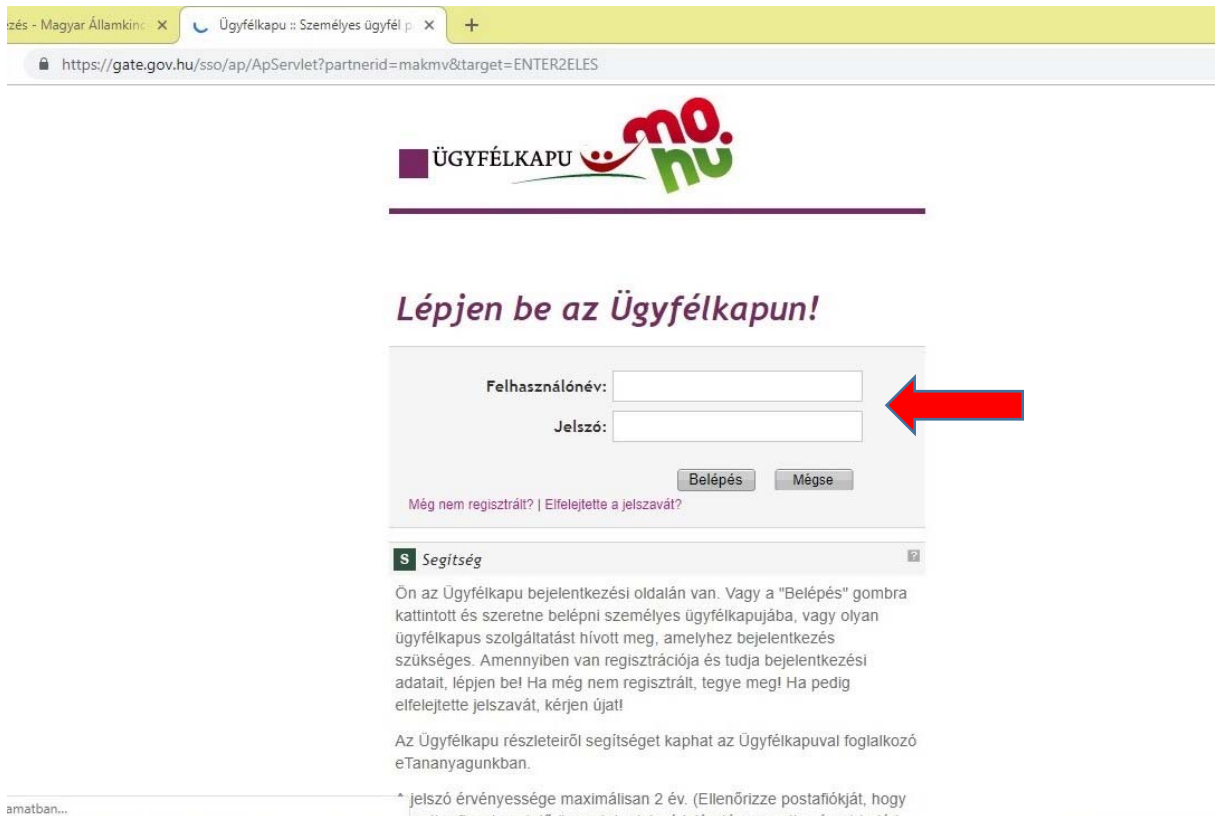 zés - Magyar Államkinc
Ügyfélkapu :: Személyes ügyfél p
https://gate.gov.hu/sso/ap/ApServlet?partnerid=makmv&target=ENTER2ELES
ÜGYFÉLKAPU
mo.
hu
Lépjen be az Ügyfélkapun!
Felhasználónév:
Jelszó:
Belépés
Mégse
Még nem regisztrált? | Elfelejtette a jelszavát?
S Segítség
?
Ön az Ügyfélkapu bejelentkezési oldalán van. Vagy a "Belépés" gombra
kattintott és szeretne belépni személyes ügyfélkapujába, vagy olyan
ügyfélkapus szolgáltatást hívott meg, amelyhez bejelentkezés
szükséges. Amennyiben van regisztrációja és tudja bejelentkezési
adatait, lépjen be! Ha még nem regisztrált, tegye meg! Ha pedig
elfelejtette jelszavát, kérjen újat!
Az Ügyfélkapu részleteiről segítséget kaphat az Ügyfélkapuval foglalkozó
eTananyagunkban.
jelszó érvényessége maximálisan 2 év. (Ellenőrizze postafiókját, hogy
amatban...